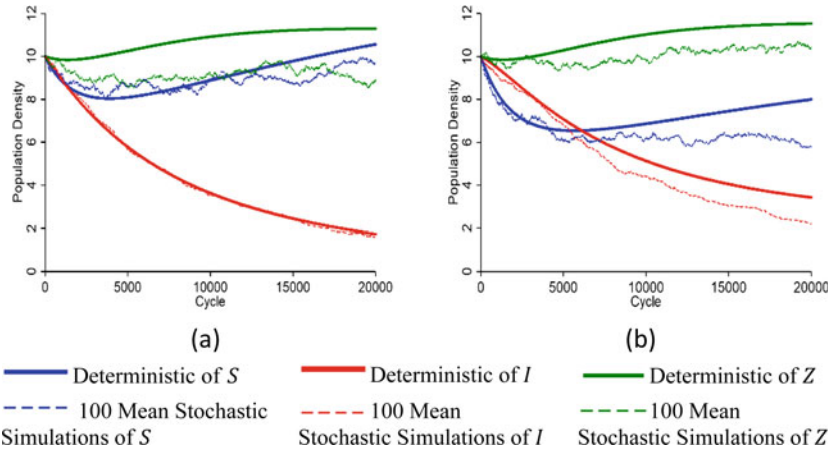 12
10
8
6
4
2
0
Population Density
0 5000 10000 15000 20000
Cycle
(a)
12
10
8
6
4
2
0
Population Density
0 5000 10000 15000 20000
Cycle
(b)
Deterministic of S
100 Mean Stochastic
Simulations of S
Deterministic of I
100 Mean
Stochastic Simulations of I
Deterministic of Z
100 Mean
Stochastic Simulations of Z